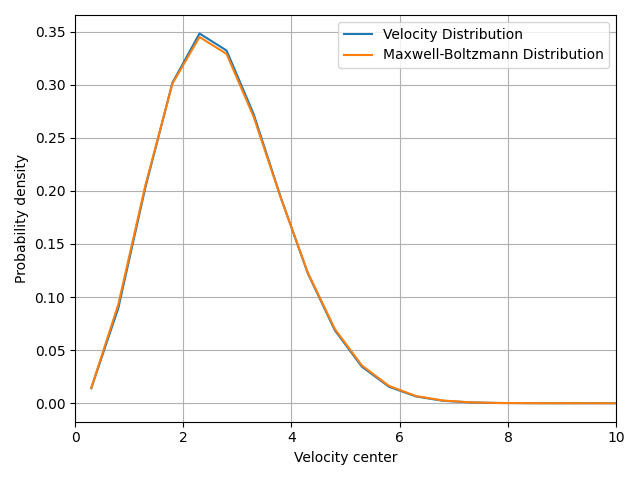 Velocity Distribution
Maxwell-Boltzmann Distribution
Probability density
0.35
0.30
0.25
0.20
0.15
0.10
0.05
0.00
0 2 4 6 8 10
Velocity center